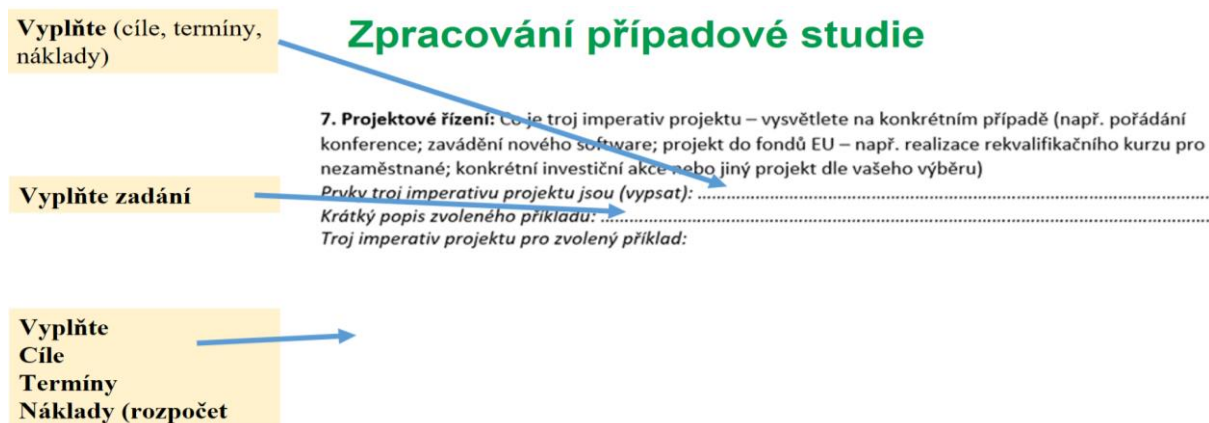 Vyplňte (cíle, termíny,
náklady)
Zpracování případové studie
7. Projektové řízení: Co je troj imperativ projektu – vysvětlete na konkrétním případě (např. pořádání
konference; zavádění nového software; projekt do fondů EU – např. realizace rekvalifikačního kurzu pro
nezaměstnané; konkrétní investiční akce nebo jiný projekt dle vašeho výběru)
Vyplňte zadání
Prvky troj imperativu projektu jsou (vypsat): ...............................................................................
Krátký popis zvoleného příkladu: ...............................................................................................
Troj imperativ projektu pro zvolený příklad:
Vyplňte
Cíle
Termíny
Náklady (rozpočet